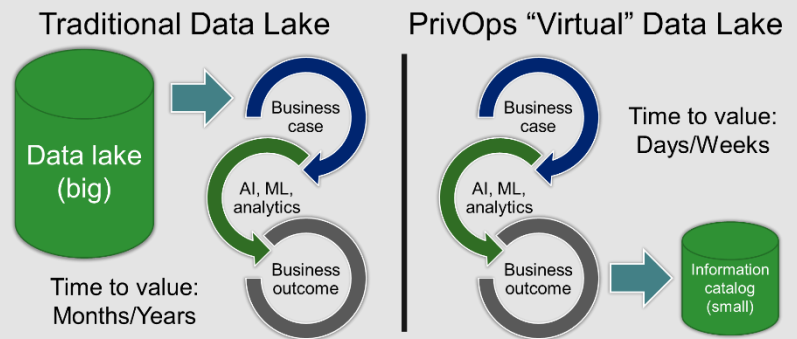 Traditional Data Lake
Data lake
(big)
Business
case
AI, ML,
analytics
Business
outcome
Time to value:
Months/Years
PrivOps “Virtual” Data Lake
Business
case
Time to value:
Days/Weeks
AI, ML,
analytics
Business
outcome
Information
catalog
(small)